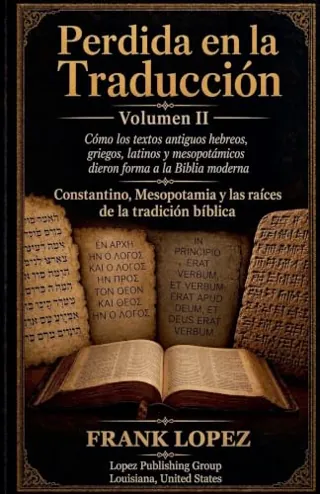 Perdida en la
Traducción
Volumen II
Cómo los textos antiguos hebreos,
griegos, latinos y mesopotámicos
dieron forma a la Biblia moderna
Constantino, Mesopotamia y las raíces
de la tradición bíblica
ΕΝ ΑΡΧΗ
ΗΝ Ο ΛΟΓΟΣ
ΚΑΙ Ο ΛΟΓΟΣ
ΗΝ ΠΡΟΣ
ΤΟΝ ΘΕΟΝ
ΚΑΙ ΘΕΟΣ
ΗΝ Ο ΛΟΓΟΣ
IN
PRINCIPIO
ERAT
VERBUM,
ET VERBUM
ERAT APUD
DEUM, ET
DEUS ERAT
VERBUM
FRANK LOPEZ
Lopez Publishing Group
Louisiana, United States